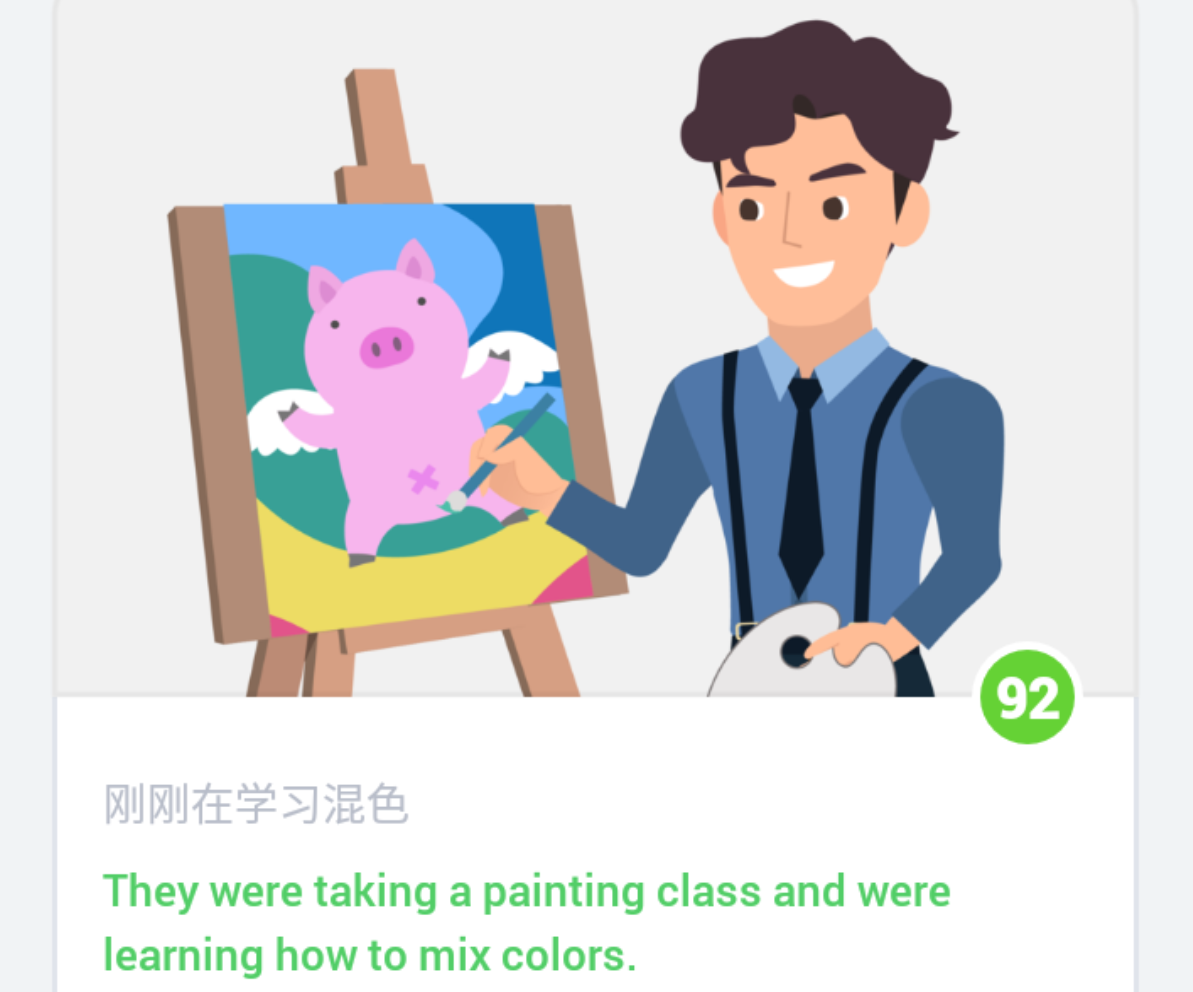 92
刚刚在学习混色
They were taking a painting class and were
learning how to mix colors.